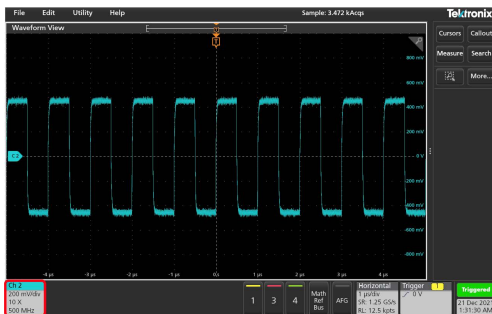 File Edit Utility Help Sample: 3.472 kAcqs Tektronix
Waveform View
Cursors Callout
Measure Search
More...
800 mV
400 mV
200 mV
C2 0 V
-200 mV
-400 mV
-600 mV
-800 mV
-4 µs -3 µs -2 µs -1 µs 0 s 1 µs 2 µs 3 µs 4 µs
Ch 2
200 mV/div
10 X
500 MHz
1 3 4
Math
Ref
Bus
AFG
Horizontal
1 µs/div
SR: 1.25 GS/s
RL: 12.5 kpts
Trigger 1
0 V
Triggered
21 Dec 2021
1:31:30 AM